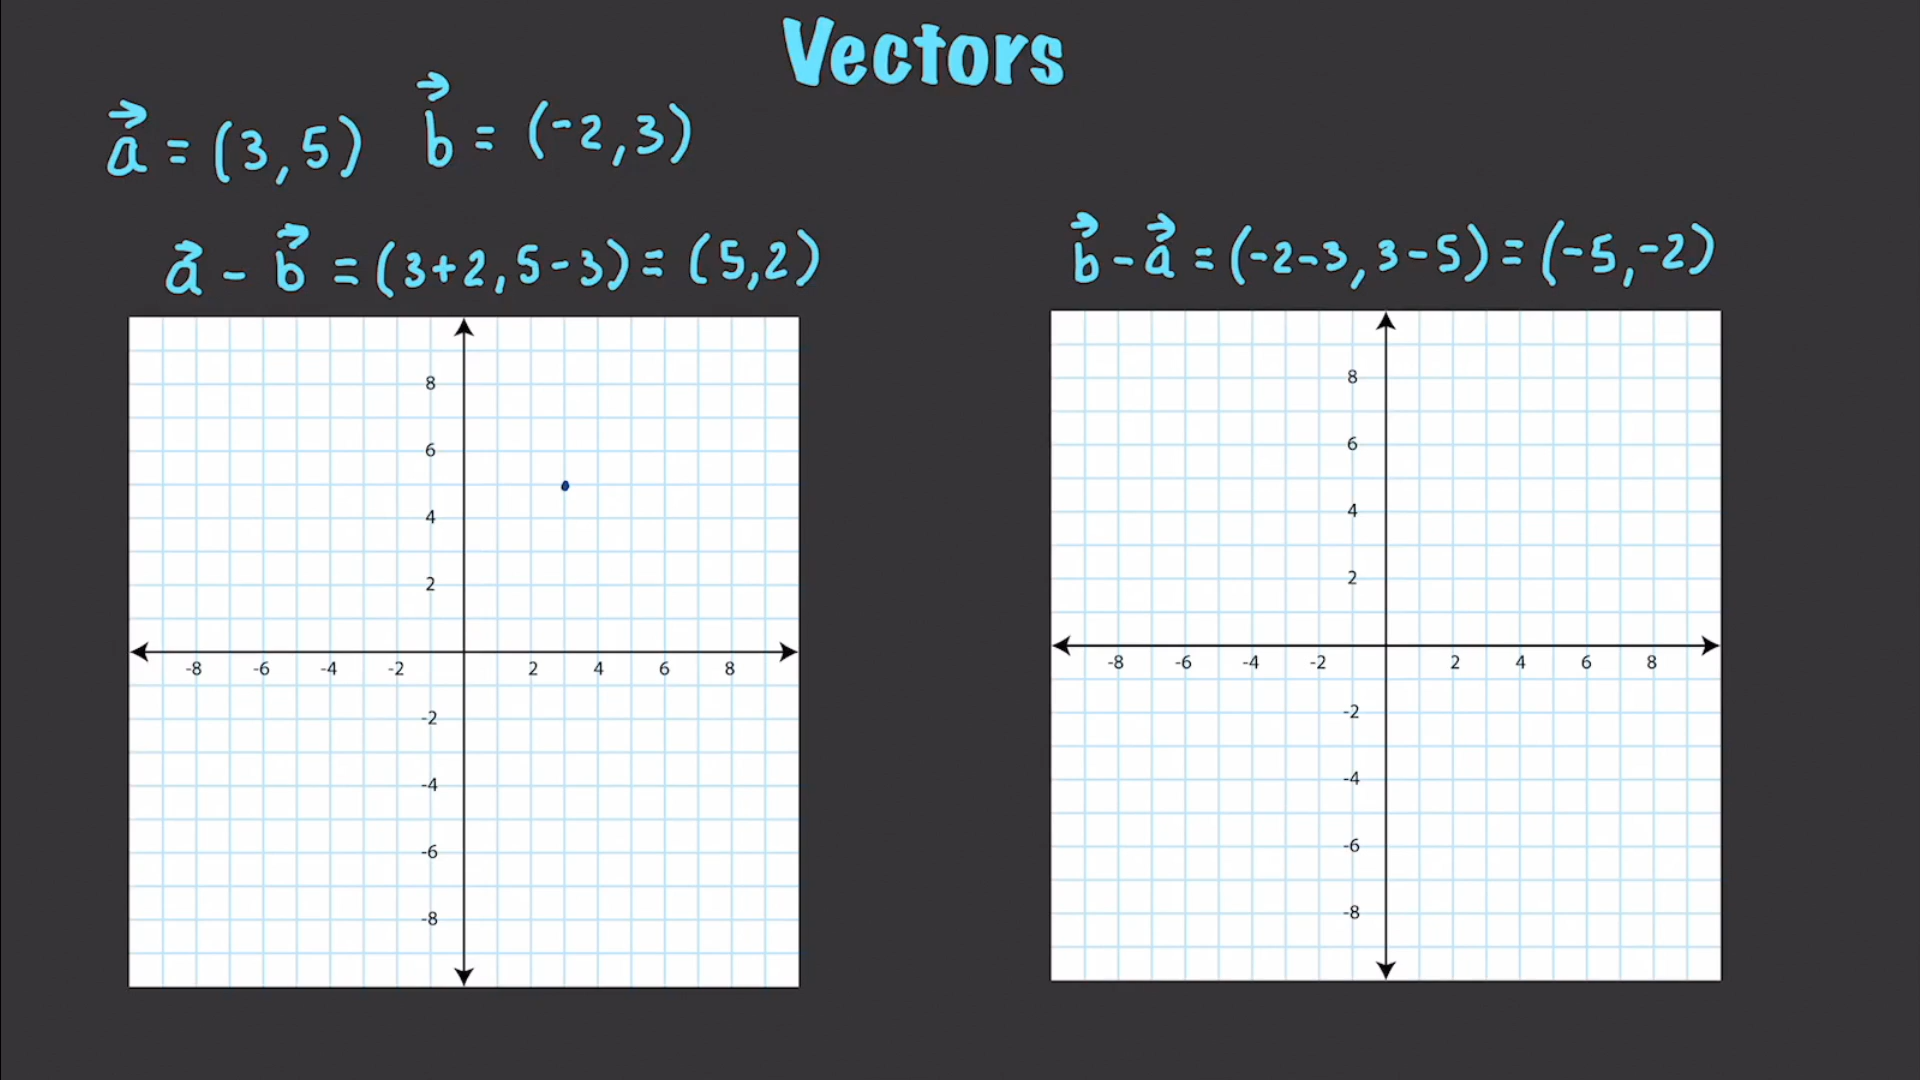 Vectors
a⃗ = (3,5) b⃗ = (-2,3)
a⃗ - b⃗ = (3+2,5-3) = (5,2)
8
6
4
2
-8 -6 -4 -2 2 4 6 8
-2
-4
-6
-8
b⃗ - a⃗ = (-2-3,3-5) = (-5,-2)
8
6
4
2
-8 -6 -4 -2 2 4 6 8
-2
-4
-6
-8